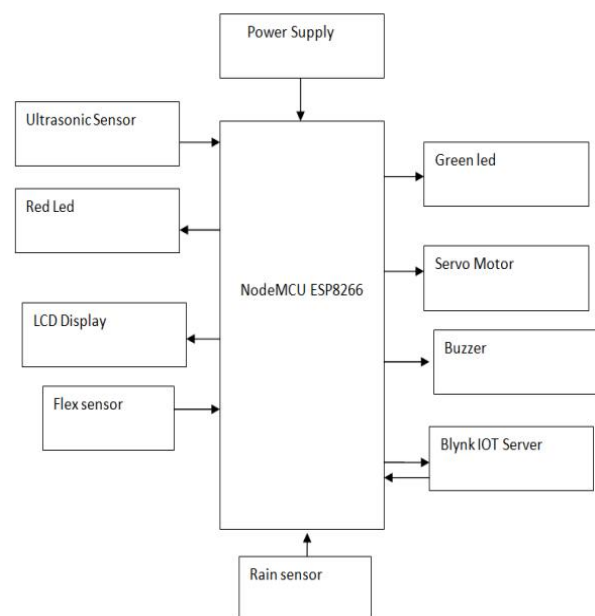 Power Supply
Ultrasonic Sensor
Green led
Red Led
Servo Motor
NodeMCU ESP8266
LCD Display
Buzzer
Flex sensor
Blynk IOT Server
Rain sensor